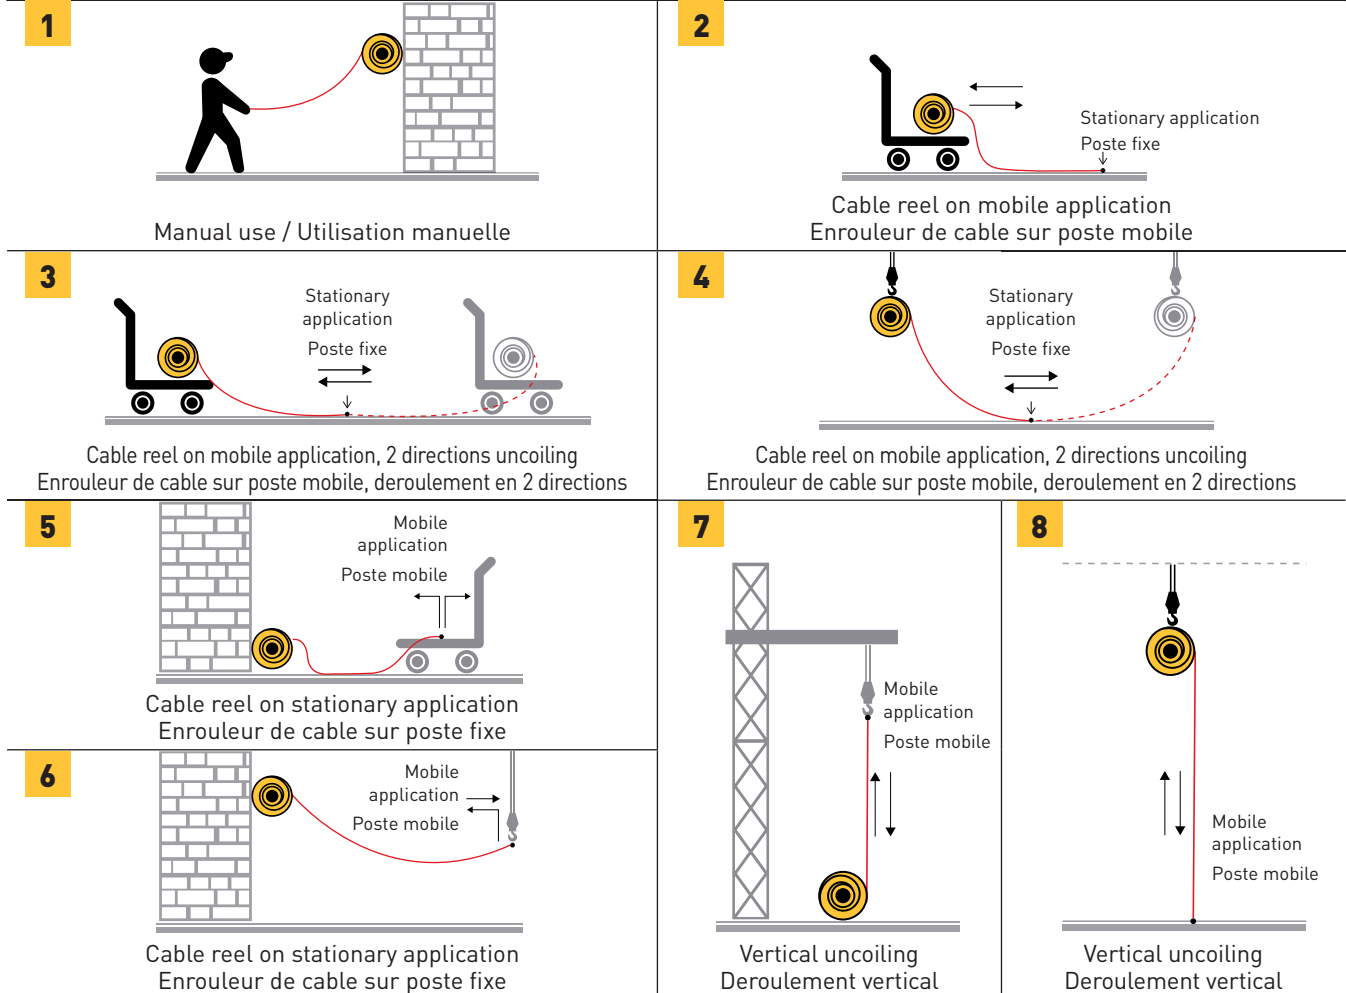 1
Manual use / Utilisation manuelle
2
Stationary application
Poste fixe
Cable reel on mobile application
Enrouleur de cable sur poste mobile
3
Stationary
application
Poste fixe
Cable reel on mobile application, 2 directions uncoiling
Enrouleur de cable sur poste mobile, deroulement en 2 directions
4
Stationary
application
Poste fixe
Cable reel on mobile application, 2 directions uncoiling
Enrouleur de cable sur poste mobile, deroulement en 2 directions
5
Mobile
application
Poste mobile
Cable reel on stationary application
Enrouleur de cable sur poste fixe
6
Mobile
application
Poste mobile
Cable reel on stationary application
Enrouleur de cable sur poste fixe
7
Mobile
application
Poste mobile
Vertical uncoiling
Deroulement vertical
8
Mobile
application
Poste mobile
Vertical uncoiling
Deroulement vertical